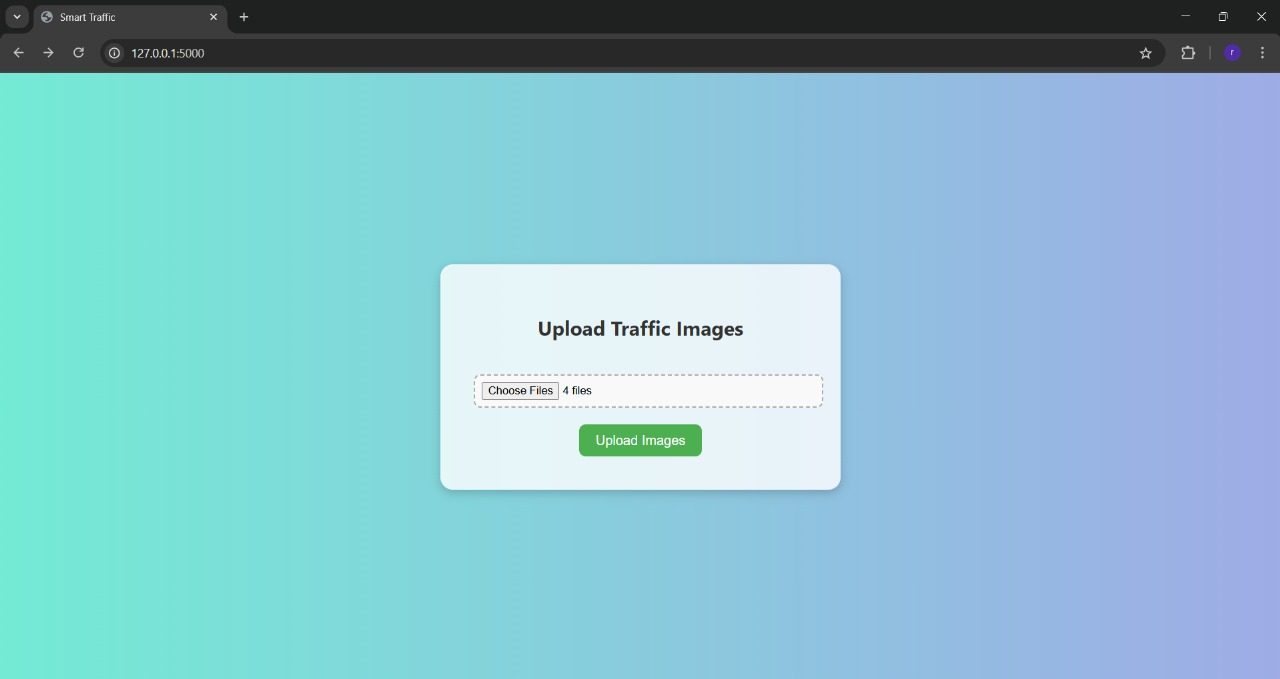 Smart Traffic
127.0.0.1:5000
r
Upload Traffic Images
Choose Files 4 files
Upload Images